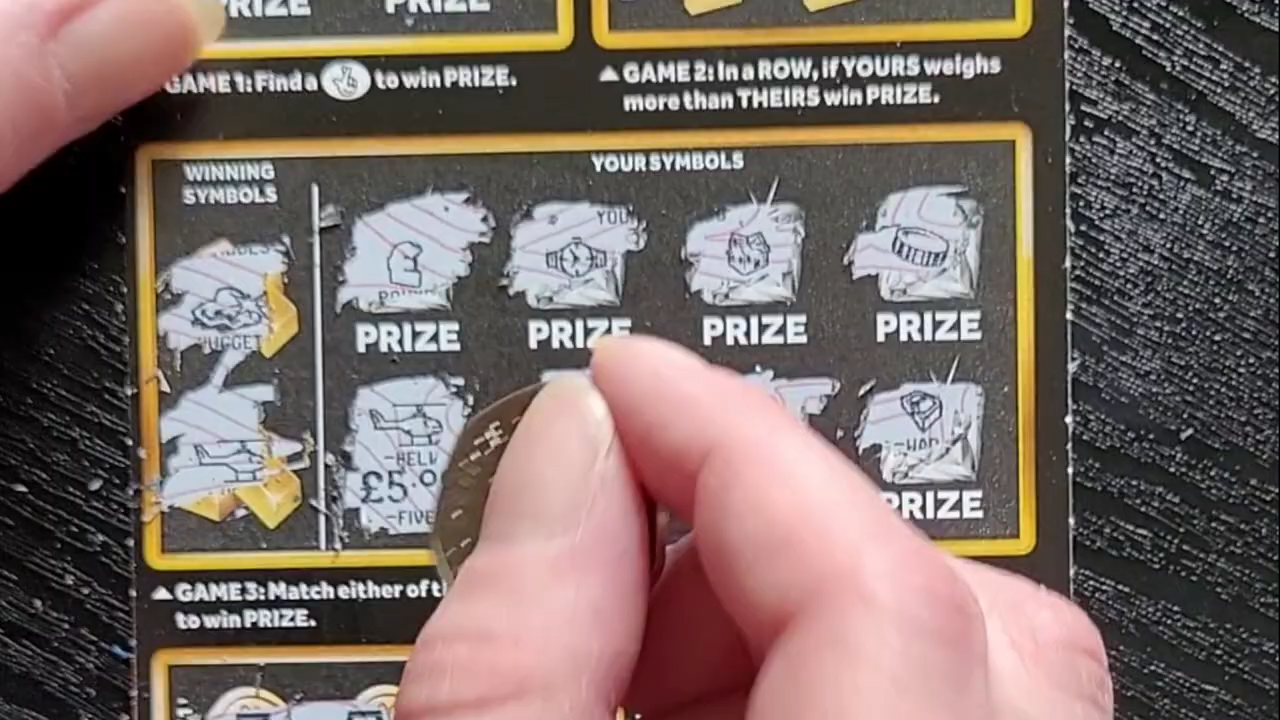 PRIZE PRIZE
GAME 1: Find a to win PRIZE.
▲ GAME 2: In a ROW, if YOURS weighs
more than THEIRS win PRIZE.
WINNING
SYMBOLS
YOUR SYMBOLS
YOU
NUGGET
PRIZE PRIZE PRIZE PRIZE
-HELI
£5.0
-FIVE
PRIZE
▲ GAME 3: Match either of
to win PRIZE.